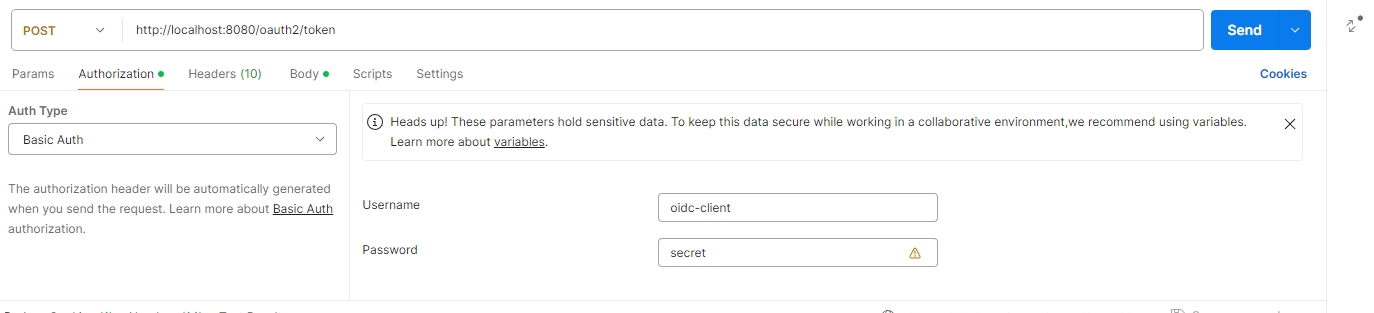 POST http://localhost:8080/oauth2/token Send
Params Authorization Headers (10) Body Scripts Settings Cookies
Auth Type
Basic Auth
The authorization header will be automatically generated
when you send the request. Learn more about Basic Auth
authorization.
Heads up! These parameters hold sensitive data. To keep this data secure while working in a collaborative environment,we recommend using variables.
Learn more about variables.
Username oidc-client
Password secret